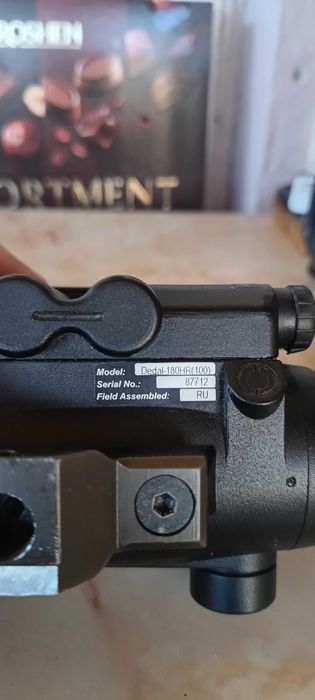 ROSHEN
ORTMENT
Model: Dedal-180HR(100)
Serial No.: 87712
Field Assembled: RU